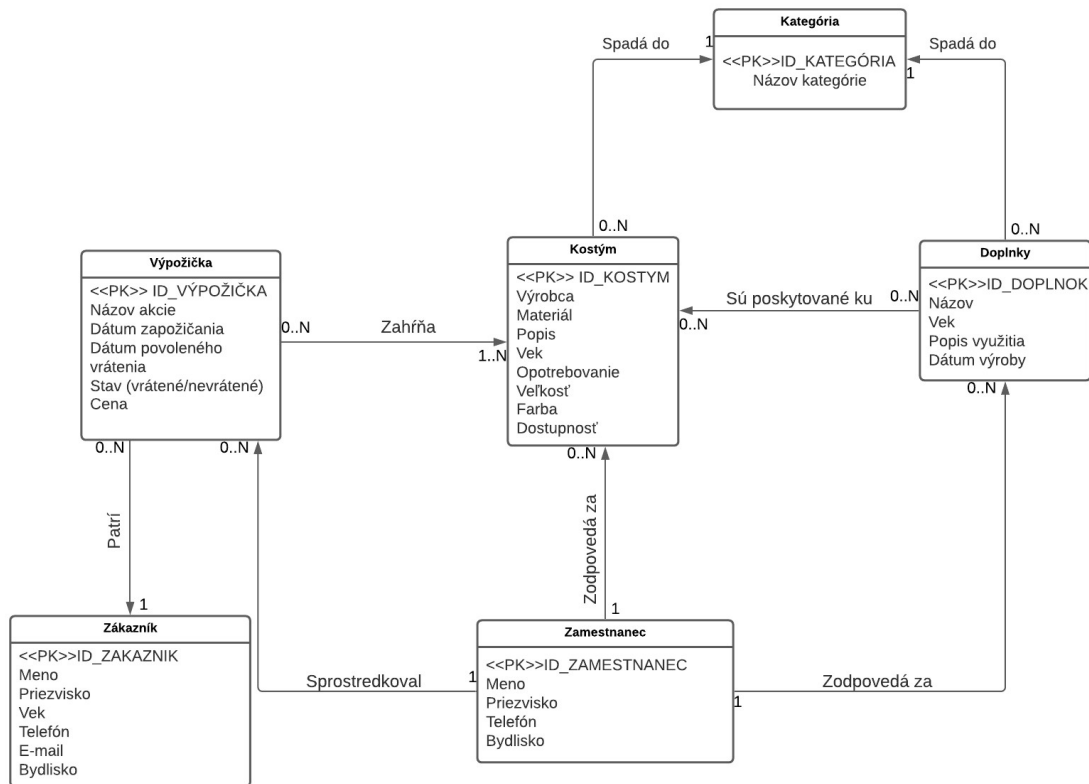 Kategória
<<PK>>ID_KATEGÓRIA
Názov kategórie
Spadá do
1
Spadá do
1
0..N
0..N
Výpožička
<<PK>> ID_VÝPOŽIČKA
Názov akcie
Dátum zapožičania
Dátum povoleného
vrátenia
Stav (vrátené/nevrátené)
Cena
0..N
Zahŕňa
1..N
Kostým
<<PK>> ID_KOSTYM
Výrobca
Materiál
Popis
Vek
Opotrebovanie
Veľkosť
Farba
Dostupnosť
0..N
Sú poskytované ku
0..N
Doplnky
<<PK>>ID_DOPLNOK
Názov
Vek
Popis využitia
Dátum výroby
0..N
0..N
0..N
0..N
Patrí
1
Zodpovedá za
1
Zákazník
<<PK>>ID_ZAKAZNIK
Meno
Priezvisko
Vek
Telefón
E-mail
Bydlisko
Sprostredkoval
1
Zamestnanec
<<PK>>ID_ZAMESTNANEC
Meno
Priezvisko
Telefón
Bydlisko
Zodpovedá za
1